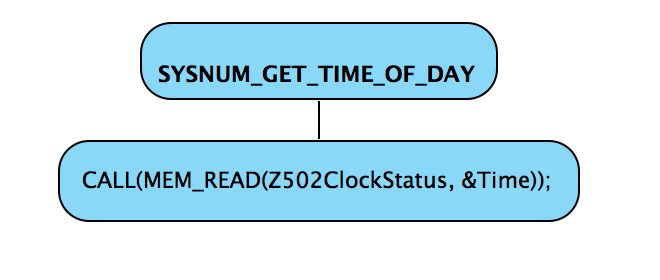 SYSNUM_GET_TIME_OF_DAY
CALL(MEM_READ(Z502ClockStatus, &Time));